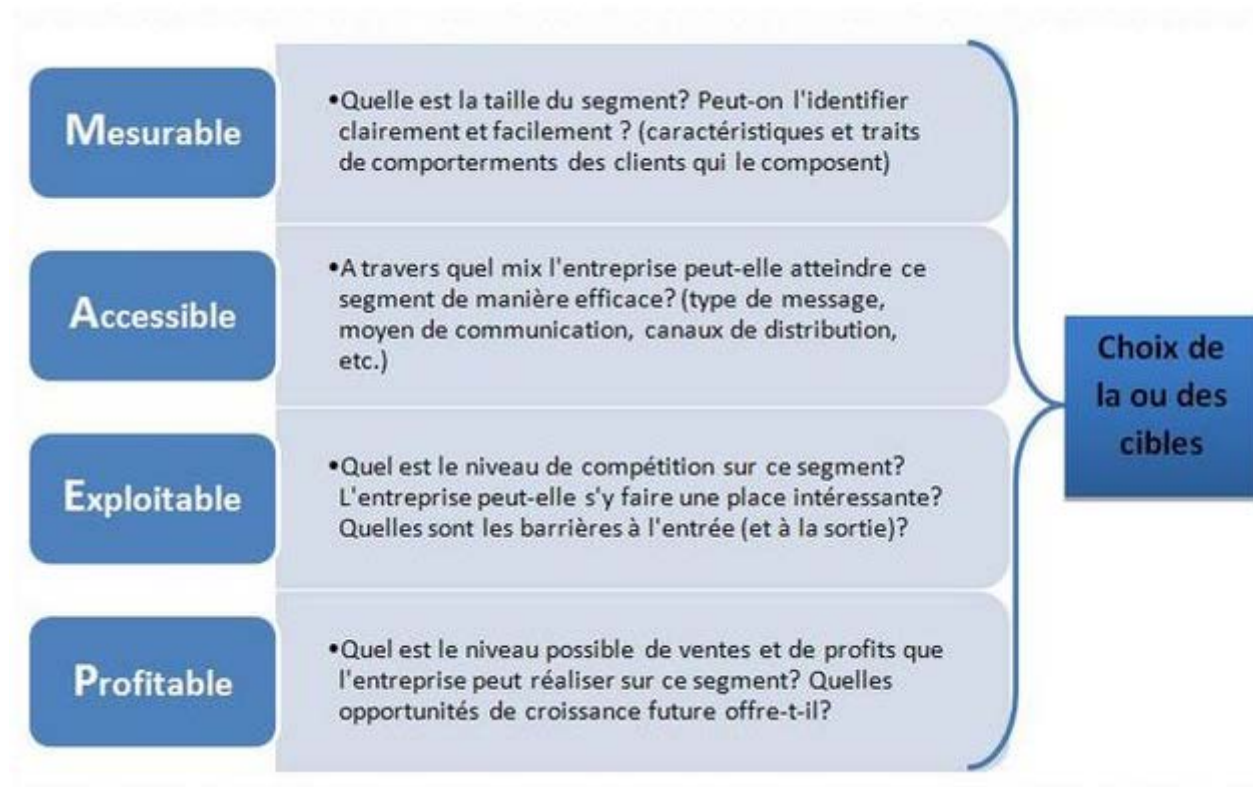 Mesurable
•Quelle est la taille du segment? Peut-on l'identifier
clairement et facilement ? (caractéristiques et traits
de comporterments des clients qui le composent)
Accessible
•A travers quel mix l'entreprise peut-elle atteindre ce
segment de manière efficace? (type de message,
moyen de communication, canaux de distribution,
etc.)
Exploitable
•Quel est le niveau de compétition sur ce segment?
L'entreprise peut-elle s'y faire une place intéressante?
Quelles sont les barrières à l'entrée (et à la sortie)?
Profitable
•Quel est le niveau possible de ventes et de profits que
l'entreprise peut réaliser sur ce segment? Quelles
opportunités de croissance future offre-t-il?
Choix de
la ou des
cibles